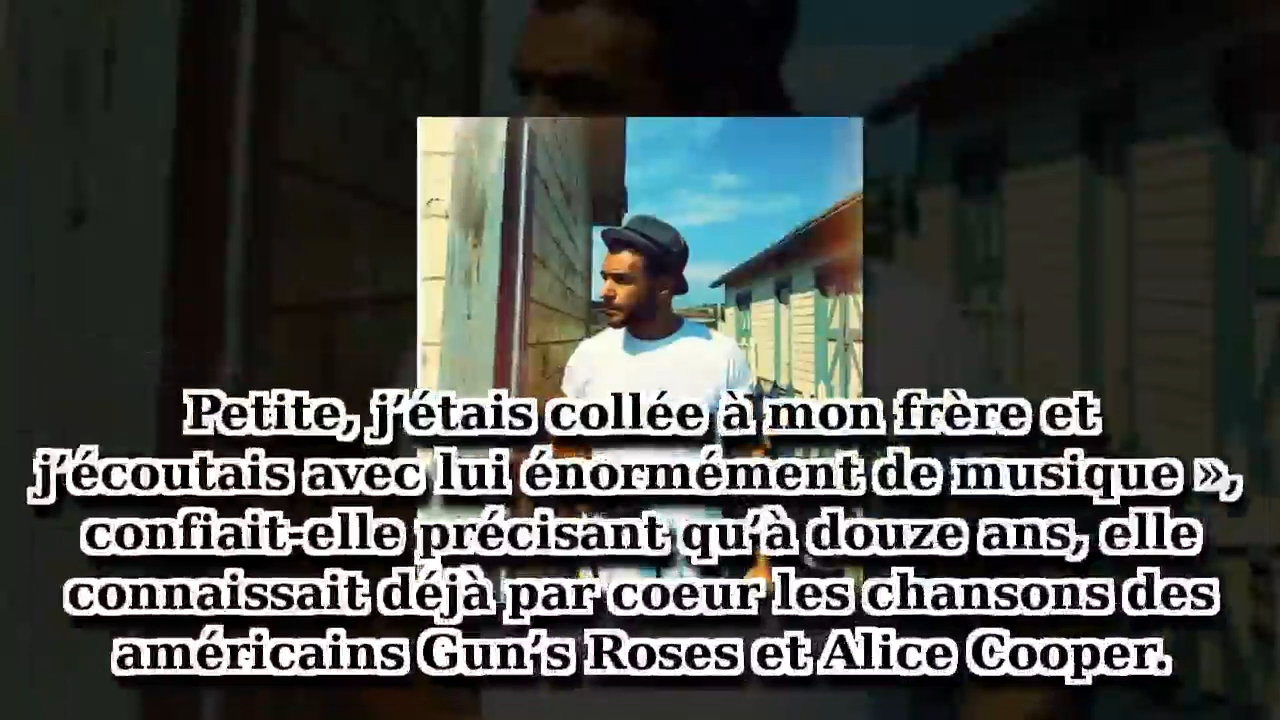 Petite, j’étais collée à mon frère et
j’écoutais avec lui énormément de musique »,
confiait-elle précisant qu’à douze ans, elle
connaissait déjà par coeur les chansons des
américains Gun’s Roses et Alice Cooper.